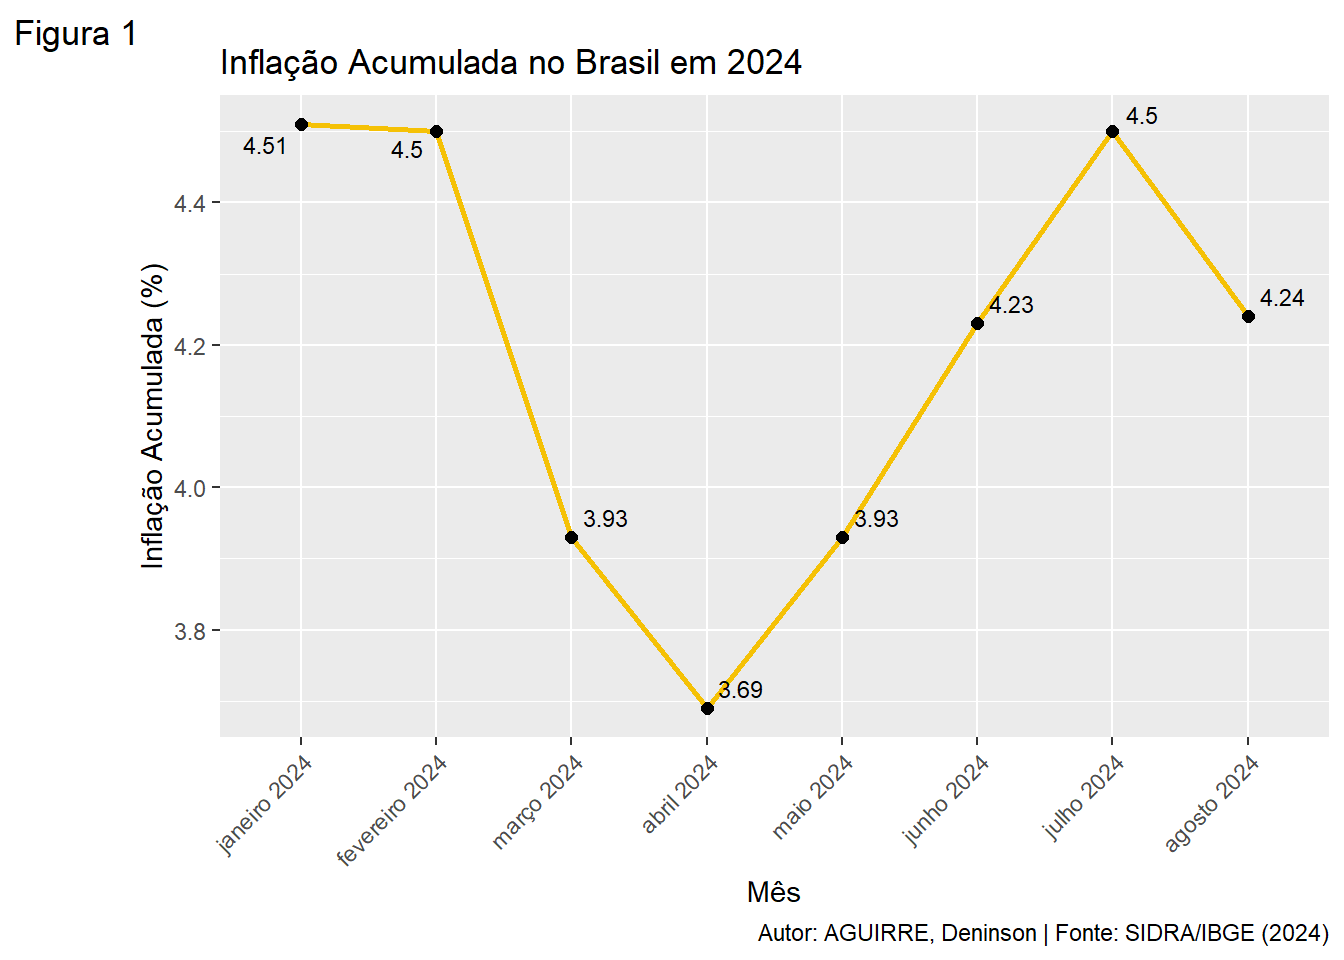 Figura 1
Inflação Acumulada no Brasil em 2024
Inflação Acumulada (%)
4.4
4.2
4.0
3.8
4.51
4.5
3.93
3.69
3.93
4.23
4.5
4.24
janeiro 2024
fevereiro 2024
março 2024
abril 2024
maio 2024
junho 2024
julho 2024
agosto 2024
Mês
Autor: AGUIRRE, Deninson | Fonte: SIDRA/IBGE (2024)